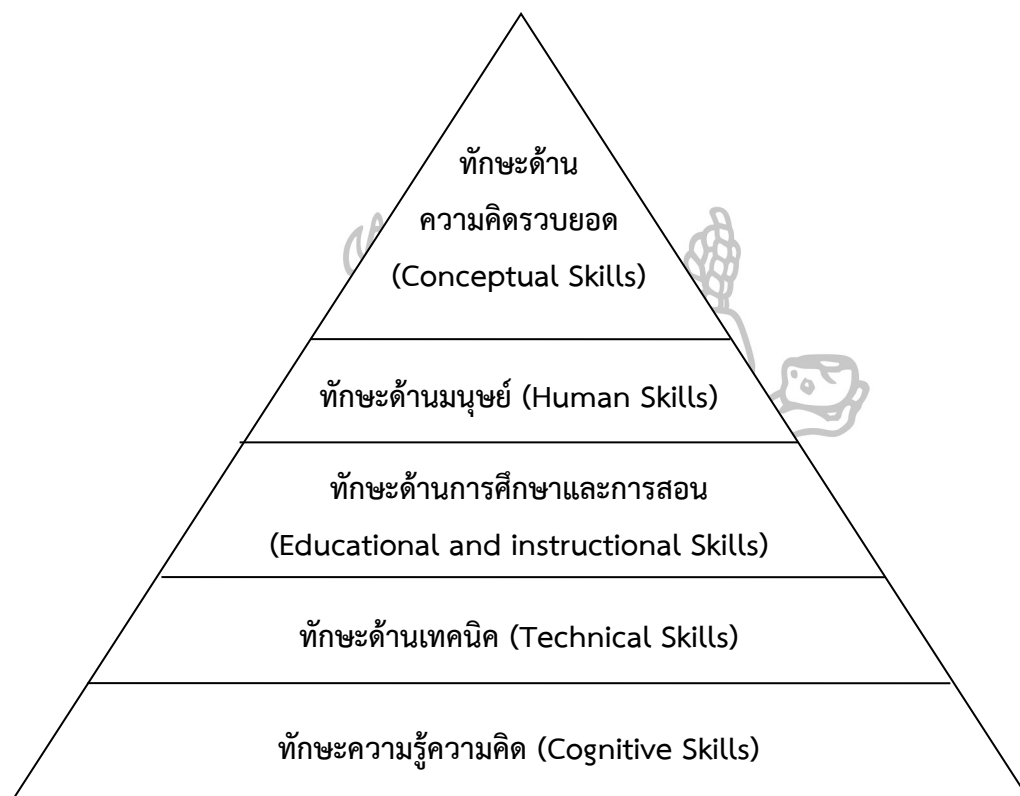 ทักษะด้าน
ความคิดรวบยอด
(Conceptual Skills)
ทักษะด้านมนุษย์ (Human Skills)
ทักษะด้านการศึกษาและการสอน
(Educational and instructional Skills)
ทักษะด้านเทคนิค (Technical Skills)
ทักษะความรู้ความคิด (Cognitive Skills)